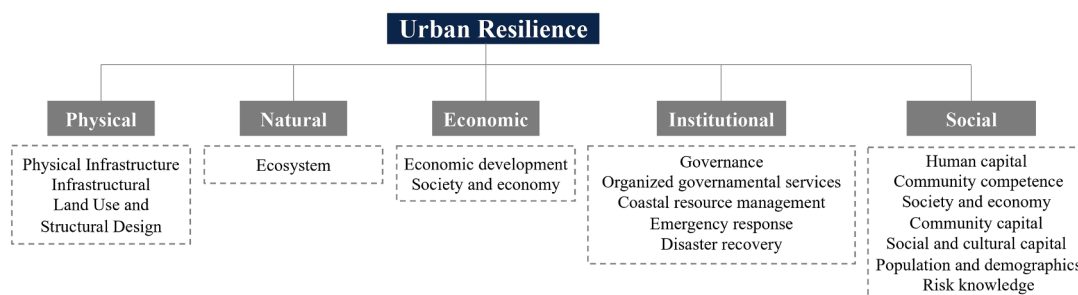 Urban Resilience
Physical
Physical Infrastructure
Infrastructural
Land Use and
Structural Design
Natural
Ecosystem
Economic
Economic development
Society and economy
Institutional
Governance
Organized governamental services
Coastal resource management
Emergency response
Disaster recovery
Social
Human capital
Community competence
Society and economy
Community capital
Social and cultural capital
Population and demographics
Risk knowledge